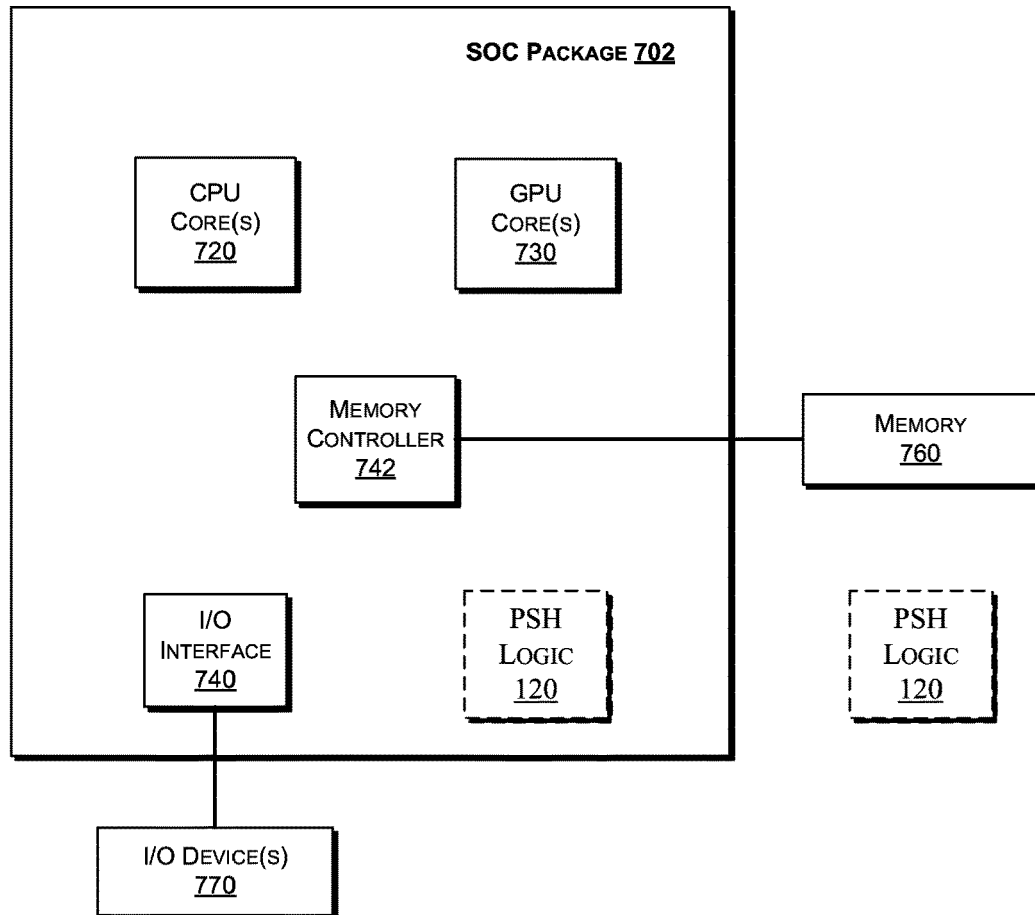 SOC PACKAGE 702
CPU
CORE(S)
720
GPU
CORE(S)
730
MEMORY
CONTROLLER
742
MEMORY
760
I/O
INTERFACE
740
PSH
LOGIC
120
PSH
LOGIC
120
I/O DEVICE(S)
770